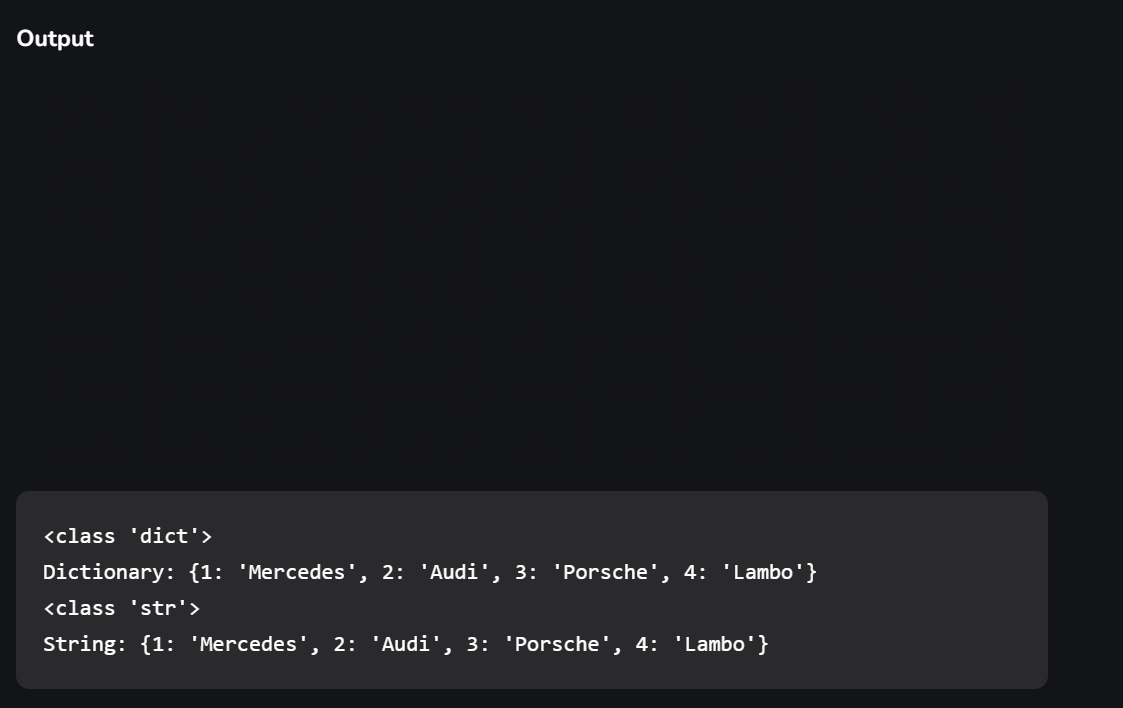 Output
<class 'dict'>
Dictionary: {1: 'Mercedes', 2: 'Audi', 3: 'Porsche', 4: 'Lambo'}
<class 'str'>
String: {1: 'Mercedes', 2: 'Audi', 3: 'Porsche', 4: 'Lambo'}